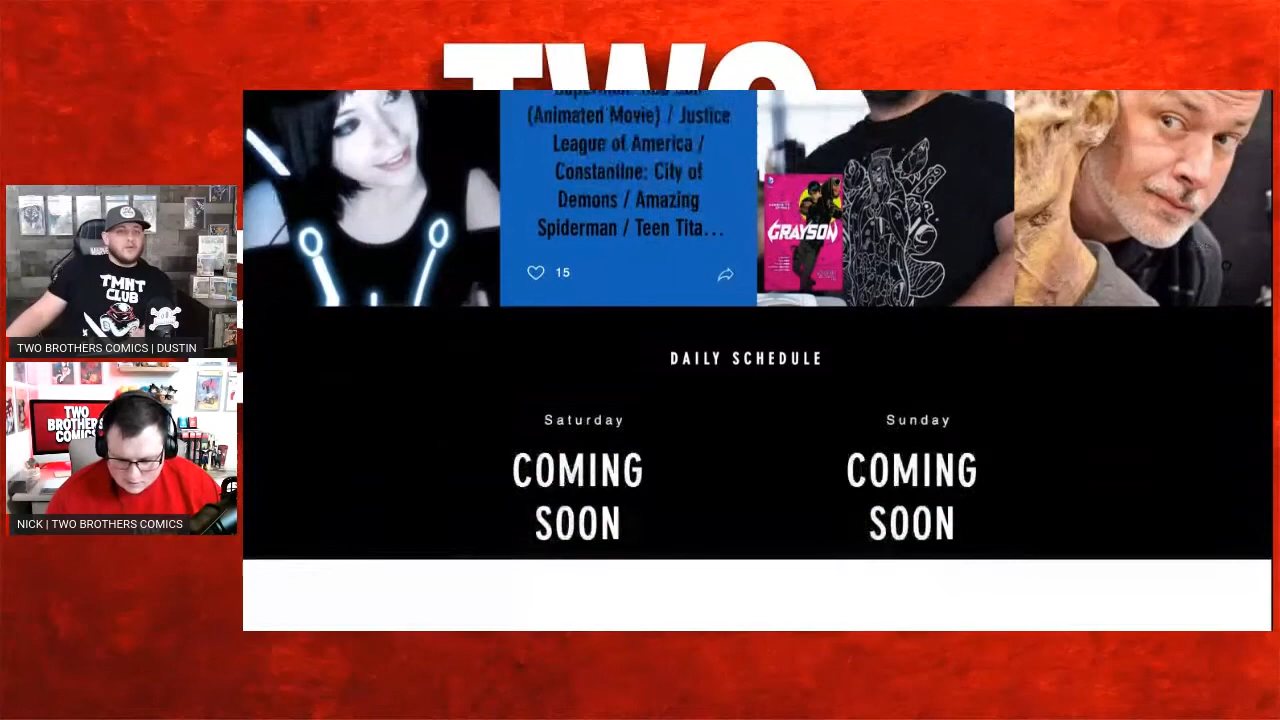 TWO
(Animated Movie) / Justice
League of America /
Constantine: City of
Demons / Amazing
Spiderman / Teen Tita...
15
GRAYSON
TMNT
CLUB
TWO BROTHERS COMICS | DUSTIN
TWO
BROTHERS
COMICS
NICK | TWO BROTHERS COMICS
DAILY SCHEDULE
Saturday
Sunday
COMING
SOON
COMING
SOON